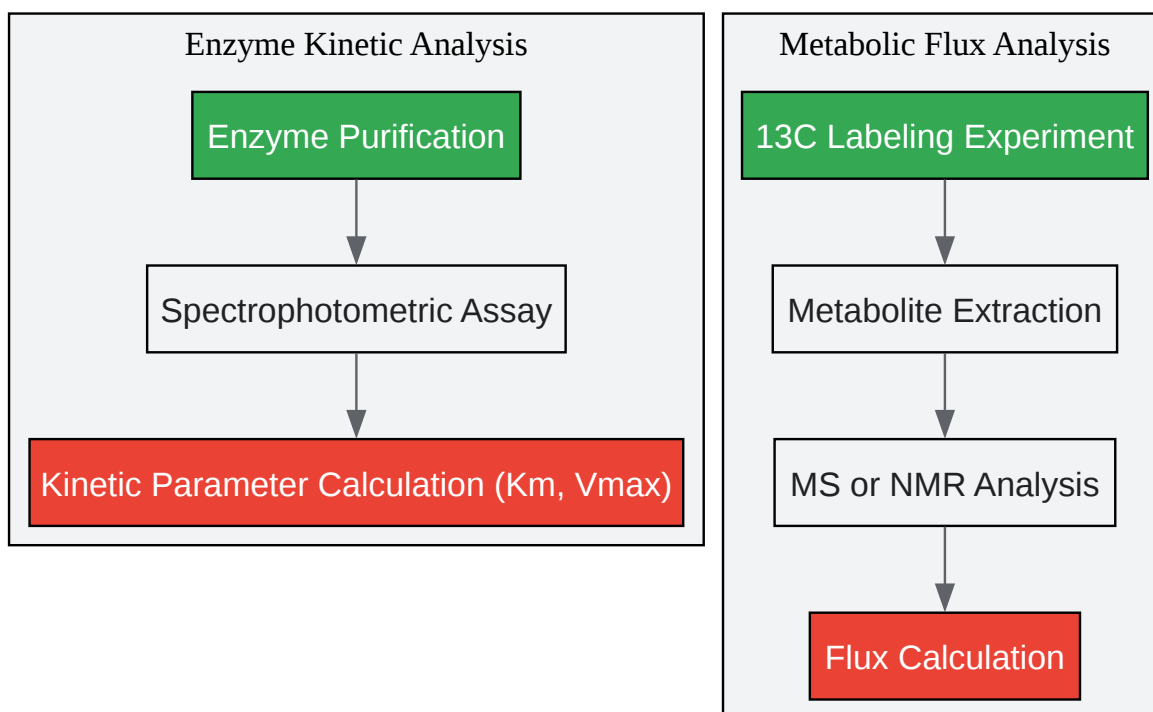 Enzyme Kinetic Analysis
Enzyme Purification
Spectrophotometric Assay
Kinetic Parameter Calculation (Km, Vmax)
Metabolic Flux Analysis
13C Labeling Experiment
Metabolite Extraction
MS or NMR Analysis
Flux Calculation